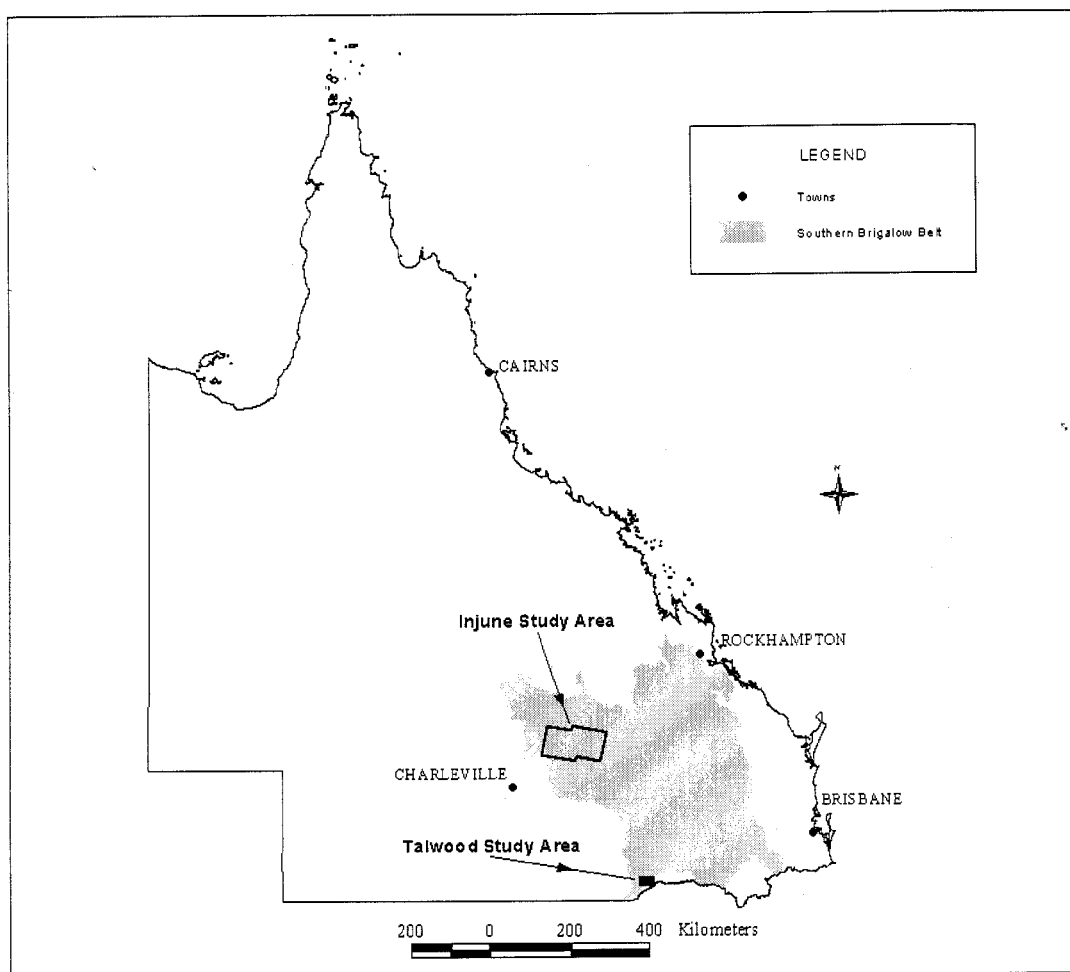 LEGEND
Towns
Southern Brigalow Belt
CAIRNS
N
Injune Study Area
ROCKHAMPTON
CHARLEVILLE
BRISBANE
Talwood Study Area
200 0 200 400 Kilometers